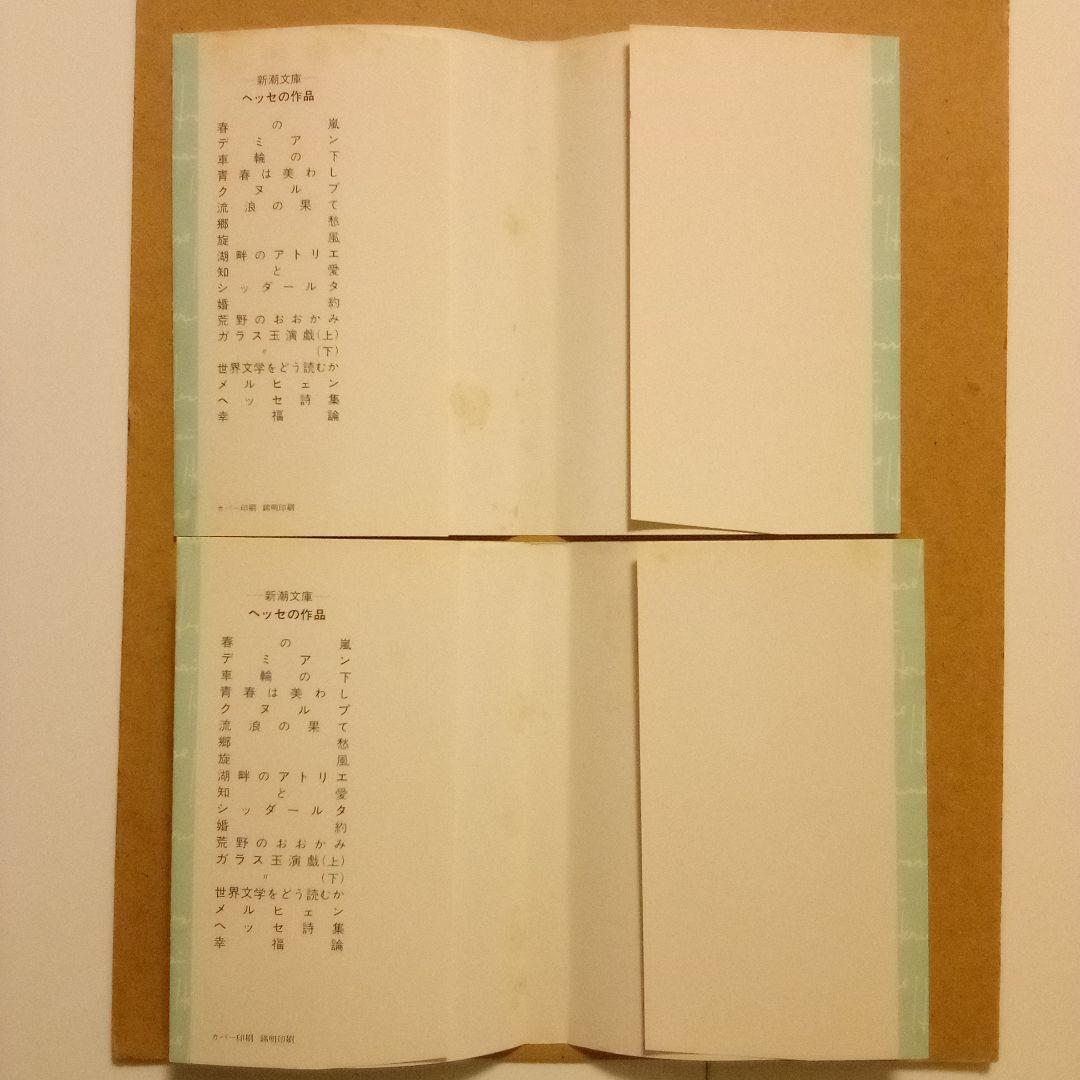 新潮文庫
ヘッセの作品
春の嵐
デミアン
車輪の下
青春は美わし
クヌルプ
流浪の果て
郷愁
旋風
湖畔のアトリエ
知と愛
シッダールタ
婚約
荒野のおおかみ
ガラス玉演戯(上)
〃(下)
世界文学をどう読むか
メルヒェン
ヘッセ詩集
幸福論
カバー印刷 錦明印刷
新潮文庫
ヘッセの作品
春の嵐
デミアン
車輪の下
青春は美わし
クヌルプ
流浪の果て
郷愁
旋風
湖畔のアトリエ
知と愛
シッダールタ
婚約
荒野のおおかみ
ガラス玉演戯(上)
〃(下)
世界文学をどう読むか
メルヒェン
ヘッセ詩集
幸福論
カバー印刷 錦明印刷